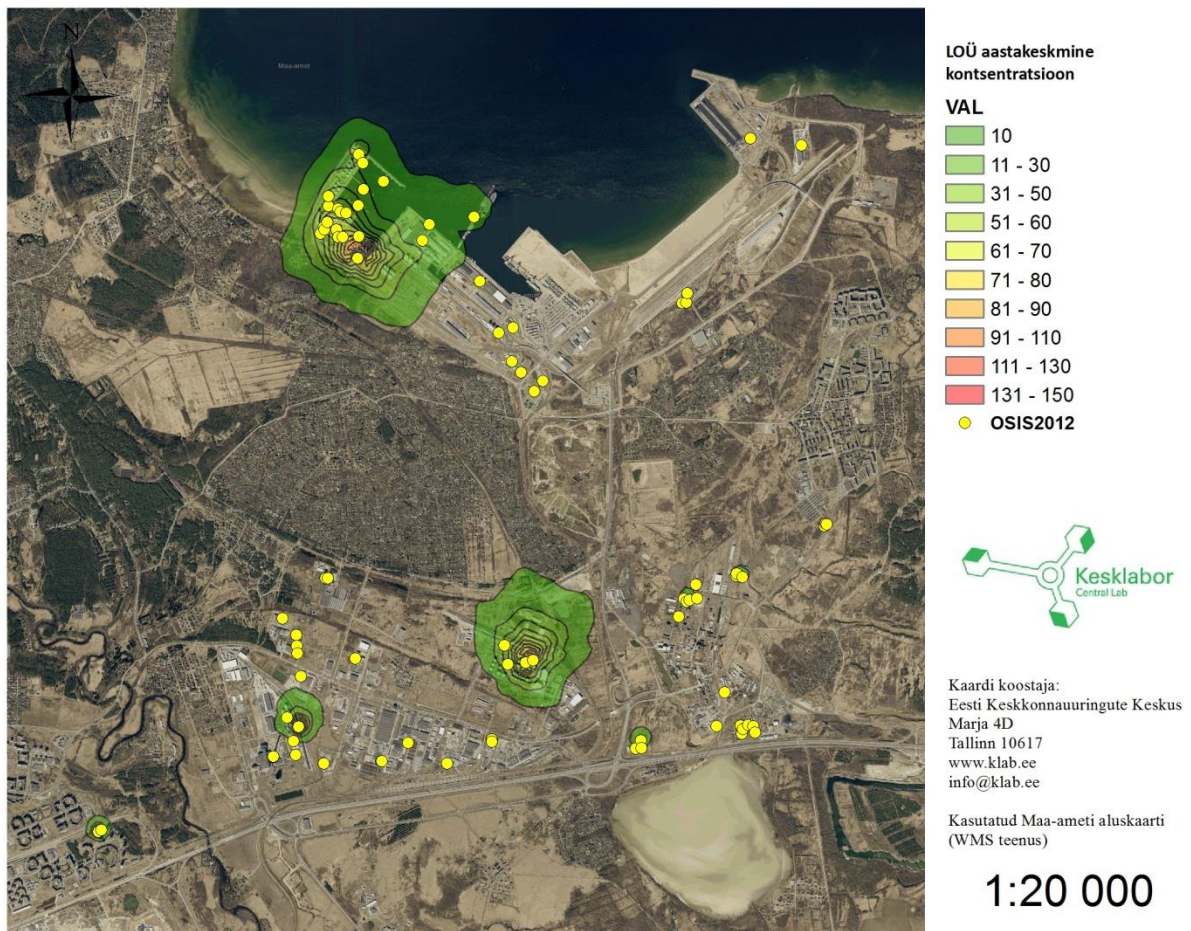 N
Maa-amet
LOÜ aastakeskmine
kontsentratsioon
VAL
10
11 - 30
31 - 50
51 - 60
61 - 70
71 - 80
81 - 90
91 - 110
111 - 130
131 - 150
OSIS2012
Kesklabor
Central Lab
Kaardi koostaja:
Eesti Keskkonnauuringute Keskus
Marja 4D
Tallinn 10617
www.klab.ee
info@klab.ee
Kasutatud Maa-ameti aluskaarti
(WMS teenus)
1:20 000